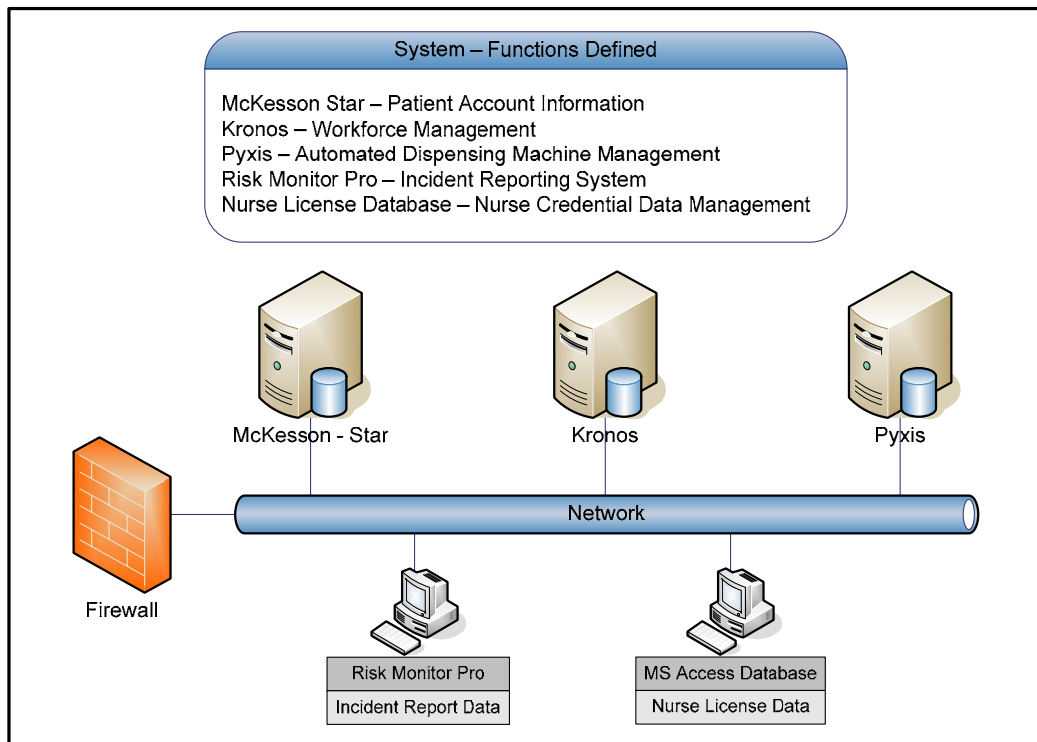 System – Functions Defined
McKesson Star – Patient Account Information
Kronos – Workforce Management
Pyxis – Automated Dispensing Machine Management
Risk Monitor Pro – Incident Reporting System
Nurse License Database – Nurse Credential Data Management
McKesson - Star
Kronos
Pyxis
Network
Firewall
Risk Monitor Pro
Incident Report Data
MS Access Database
Nurse License Data